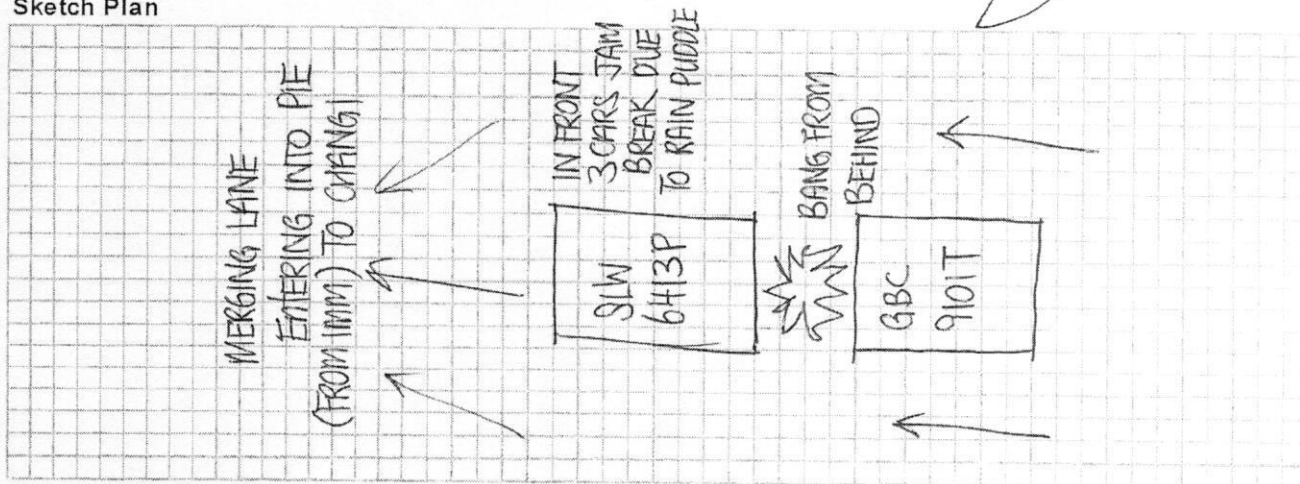 Sketch Plan
MERGING LANE
ENTERING INTO PIE
(FROM IMM) TO CHANGI
IN FRONT
3 CARS JAM
BREAK DUE
TO RAIN PUDDLE
SLW
6413P
BANG FROM
BEHIND
GBC
9101T